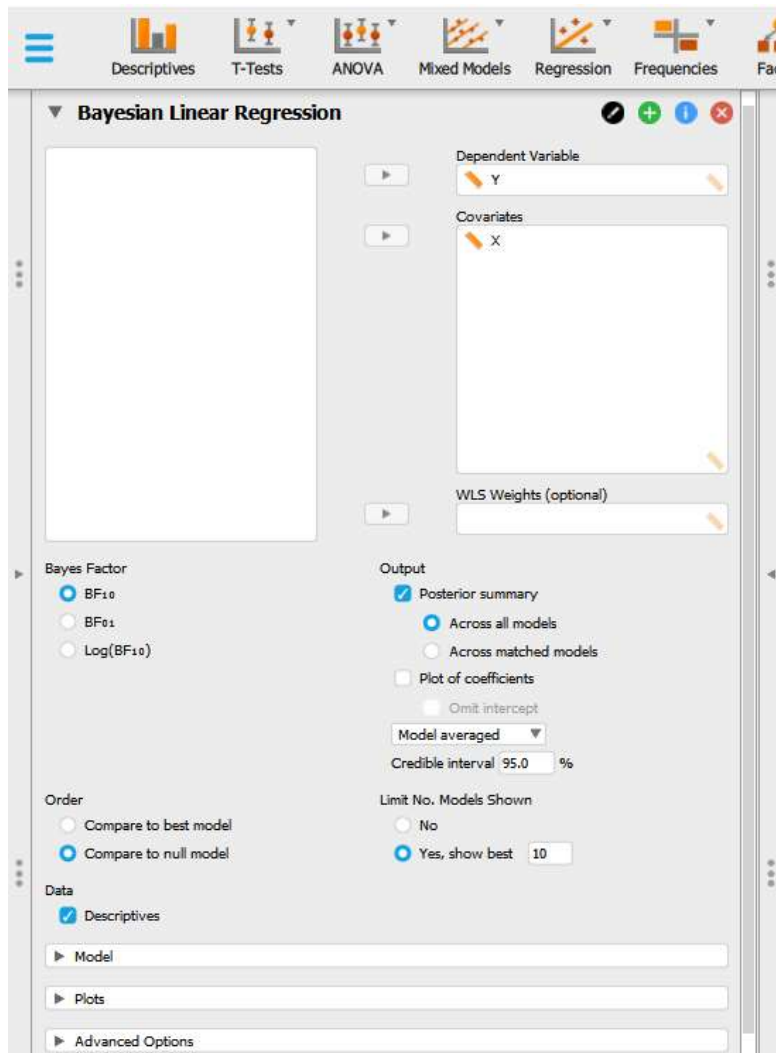 Descriptives T-Tests ANOVA Mixed Models Regression Frequencies
Bayesian Linear Regression
Dependent Variable
Y
Covariates
X
WLS Weights (optional)
Bayes Factor
BF₁₀
BF₀₁
Log(BF₁₀)
Output
Posterior summary
Across all models
Across matched models
Plot of coefficients
Omit intercept
Model averaged
Credible interval 95.0 %
Order
Compare to best model
Compare to null model
Limit No. Models Shown
No
Yes, show best 10
Data
Descriptives
Model
Plots
Advanced Options